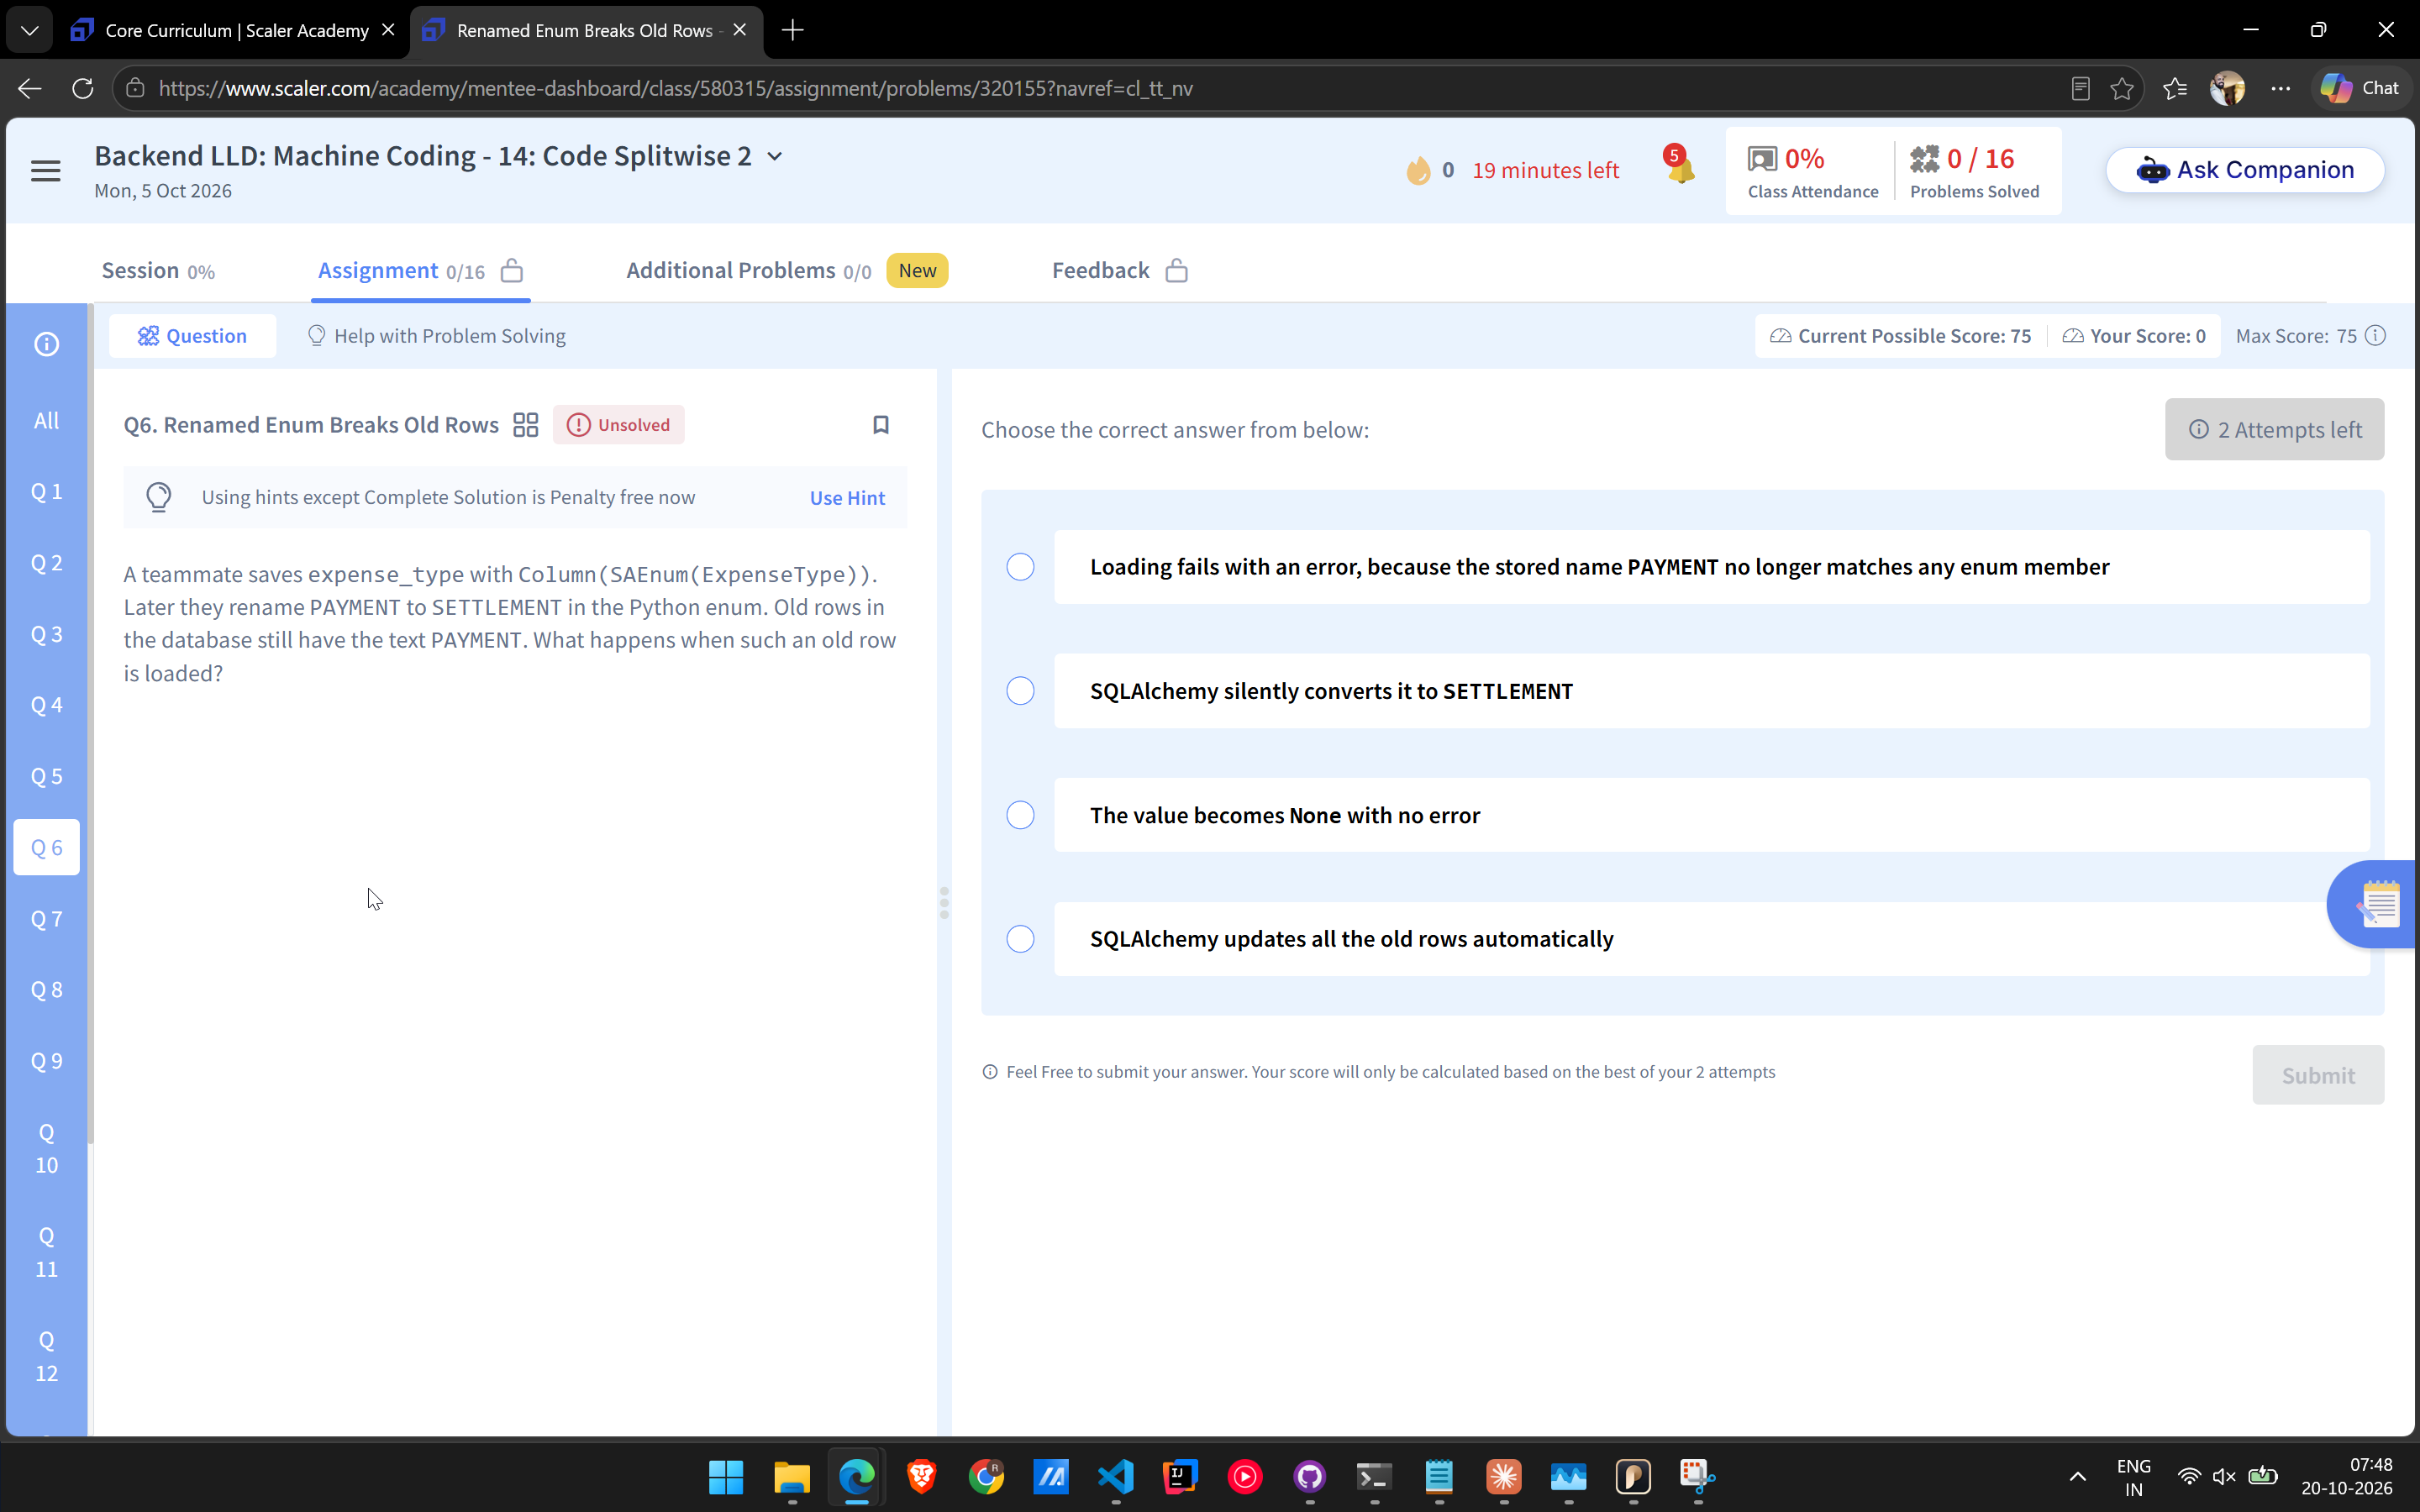 Core Curriculum | Scaler Academy
Renamed Enum Breaks Old Rows -
https://www.scaler.com/academy/mentee-dashboard/class/580315/assignment/problems/320155?navref=cl_tt_nv
Chat
Backend LLD: Machine Coding - 14: Code Splitwise 2
Mon, 5 Oct 2026
0
19 minutes left
5
0%
Class Attendance
0 / 16
Problems Solved
Ask Companion
Session 0%
Assignment 0/16
Additional Problems 0/0
New
Feedback
Question
Help with Problem Solving
Current Possible Score: 75
Your Score: 0
Max Score: 75
All
Q 1
Q 2
Q 3
Q 4
Q 5
Q 6
Q 7
Q 8
Q 9
Q
10
Q
11
Q
12
Q6. Renamed Enum Breaks Old Rows
Unsolved
Using hints except Complete Solution is Penalty free now
Use Hint
A teammate saves expense_type with Column(SAEnum(ExpenseType)).
Later they rename PAYMENT to SETTLEMENT in the Python enum. Old rows in
the database still have the text PAYMENT. What happens when such an old row
is loaded?
Choose the correct answer from below:
2 Attempts left
Loading fails with an error, because the stored name PAYMENT no longer matches any enum member
SQLAlchemy silently converts it to SETTLEMENT
The value becomes None with no error
SQLAlchemy updates all the old rows automatically
Feel Free to submit your answer. Your score will only be calculated based on the best of your 2 attempts
Submit
R
IJ
ENG
IN
07:48
20-10-2026